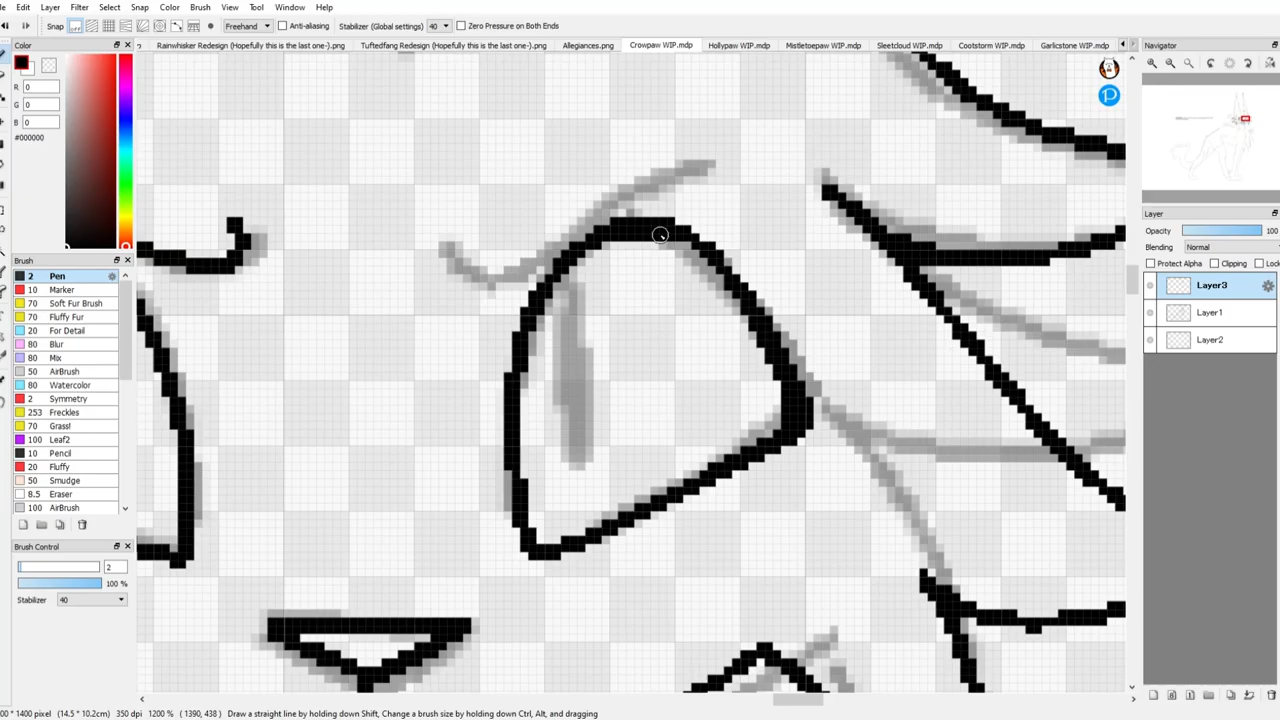 Edit Layer Filter Select Snap Color Brush View Tool Window Help
Snap off Freehand Anti-aliasing Stabilizer (Global settings) 40 Zero Pressure on Both Ends
Rainwhisker Redesign (Hopefully this is the last one-).png Tuftedfang Redesign (Hopefully this is the last one-).png Allegiances.png Crowpaw WIP.mdp Hollypaw WIP.mdp Mistletoepaw WIP.mdp Sleetcloud WIP.mdp Cootstorm WIP.mdp Garlicstone WIP.mdp
Color
R 0
G 0
B 0
#000000
Brush
2 Pen
10 Marker
70 Soft Fur Brush
70 Fluffy Fur
20 For Detail
80 Blur
80 Mix
50 AirBrush
80 Watercolor
2 Symmetry
253 Freckles
70 Grass!
100 Leaf2
10 Pen
20 Fluffy
80 Smudge
8.5 Eraser
100 AirBrush
Brush Control
2
100 %
Stabilizer 40
Navigator
Layer
Opacity 100 %
Blending Normal
Protect Alpha Clipping Lock
Layer3
Layer1
Layer2
00 * 1400 pixel (14.5 * 10.2cm) 350 dpi 1200 % ( 1390, 438 ) Draw a straight line by holding down Shift, Change a brush size by holding down Ctrl, Alt, and dragging